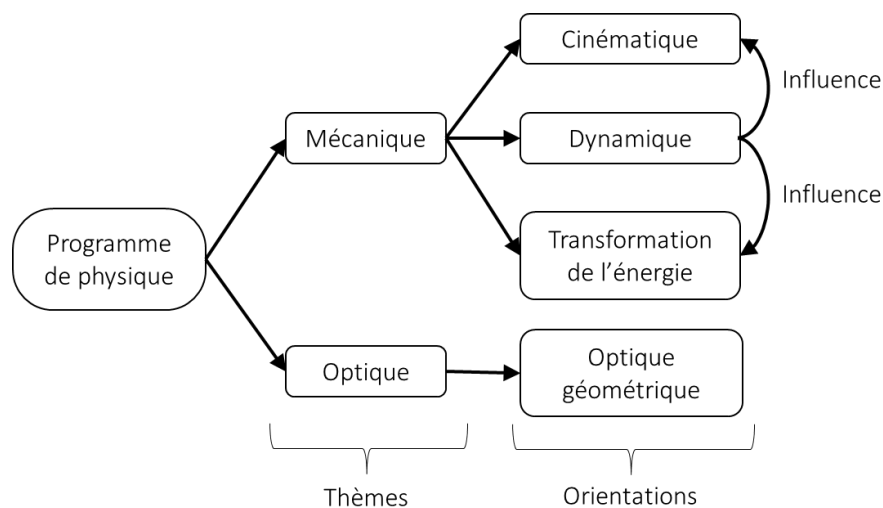 Cinématique
Influence
Mécanique
Dynamique
Influence
Programme
de physique
Transformation
de l'énergie
Optique
Optique
géométrique
Thèmes
Orientations